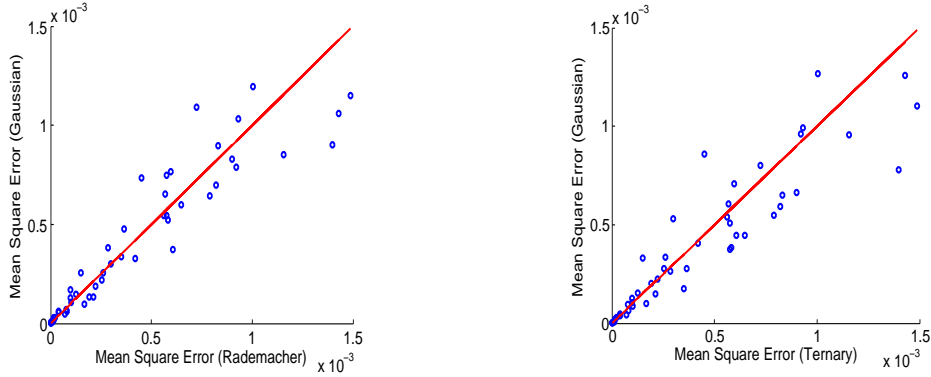 x 10⁻³
1.5
1
0.5
0
Mean Square Error (Gaussian)
0 0.5 1 1.5
Mean Square Error (Rademacher)
x 10⁻³
x 10⁻³
1.5
1
0.5
0
Mean Square Error (Gaussian)
0 0.5 1 1.5
Mean Square Error (Ternary)
x 10⁻³